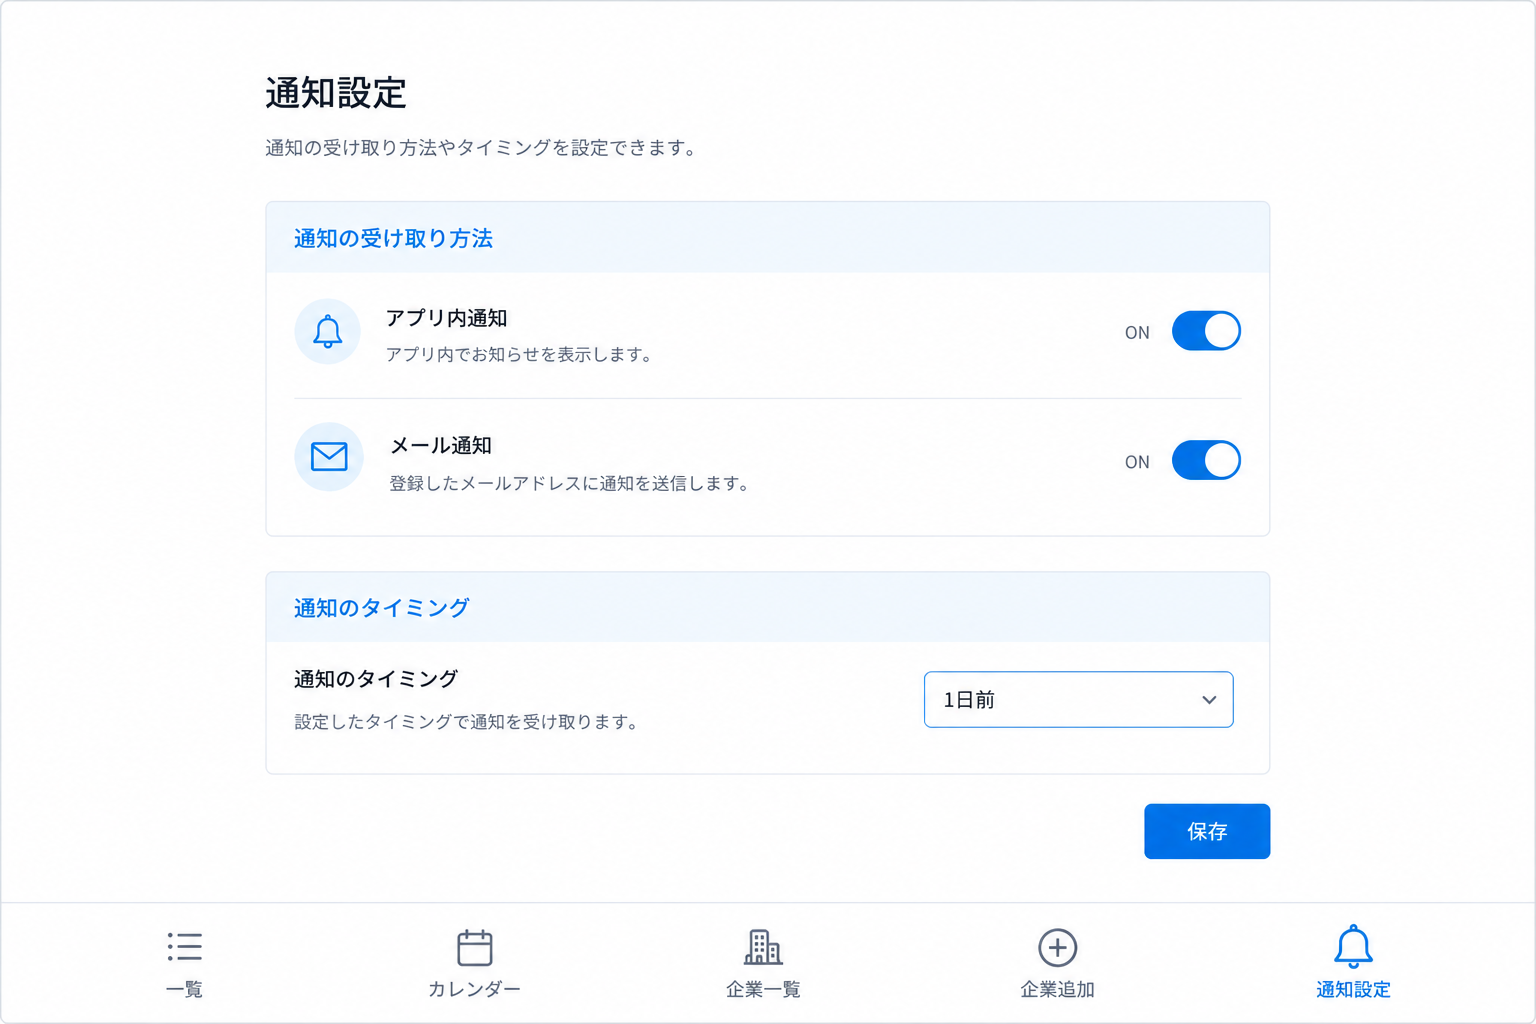 通知設定
通知の受け取り方法やタイミングを設定できます。
通知の受け取り方法
アプリ内通知
アプリ内でお知らせを表示します。
ON
メール通知
登録したメールアドレスに通知を送信します。
ON
通知のタイミング
通知のタイミング
設定したタイミングで通知を受け取ります。
1日前
保存
一覧
カレンダー
企業一覧
企業追加
通知設定